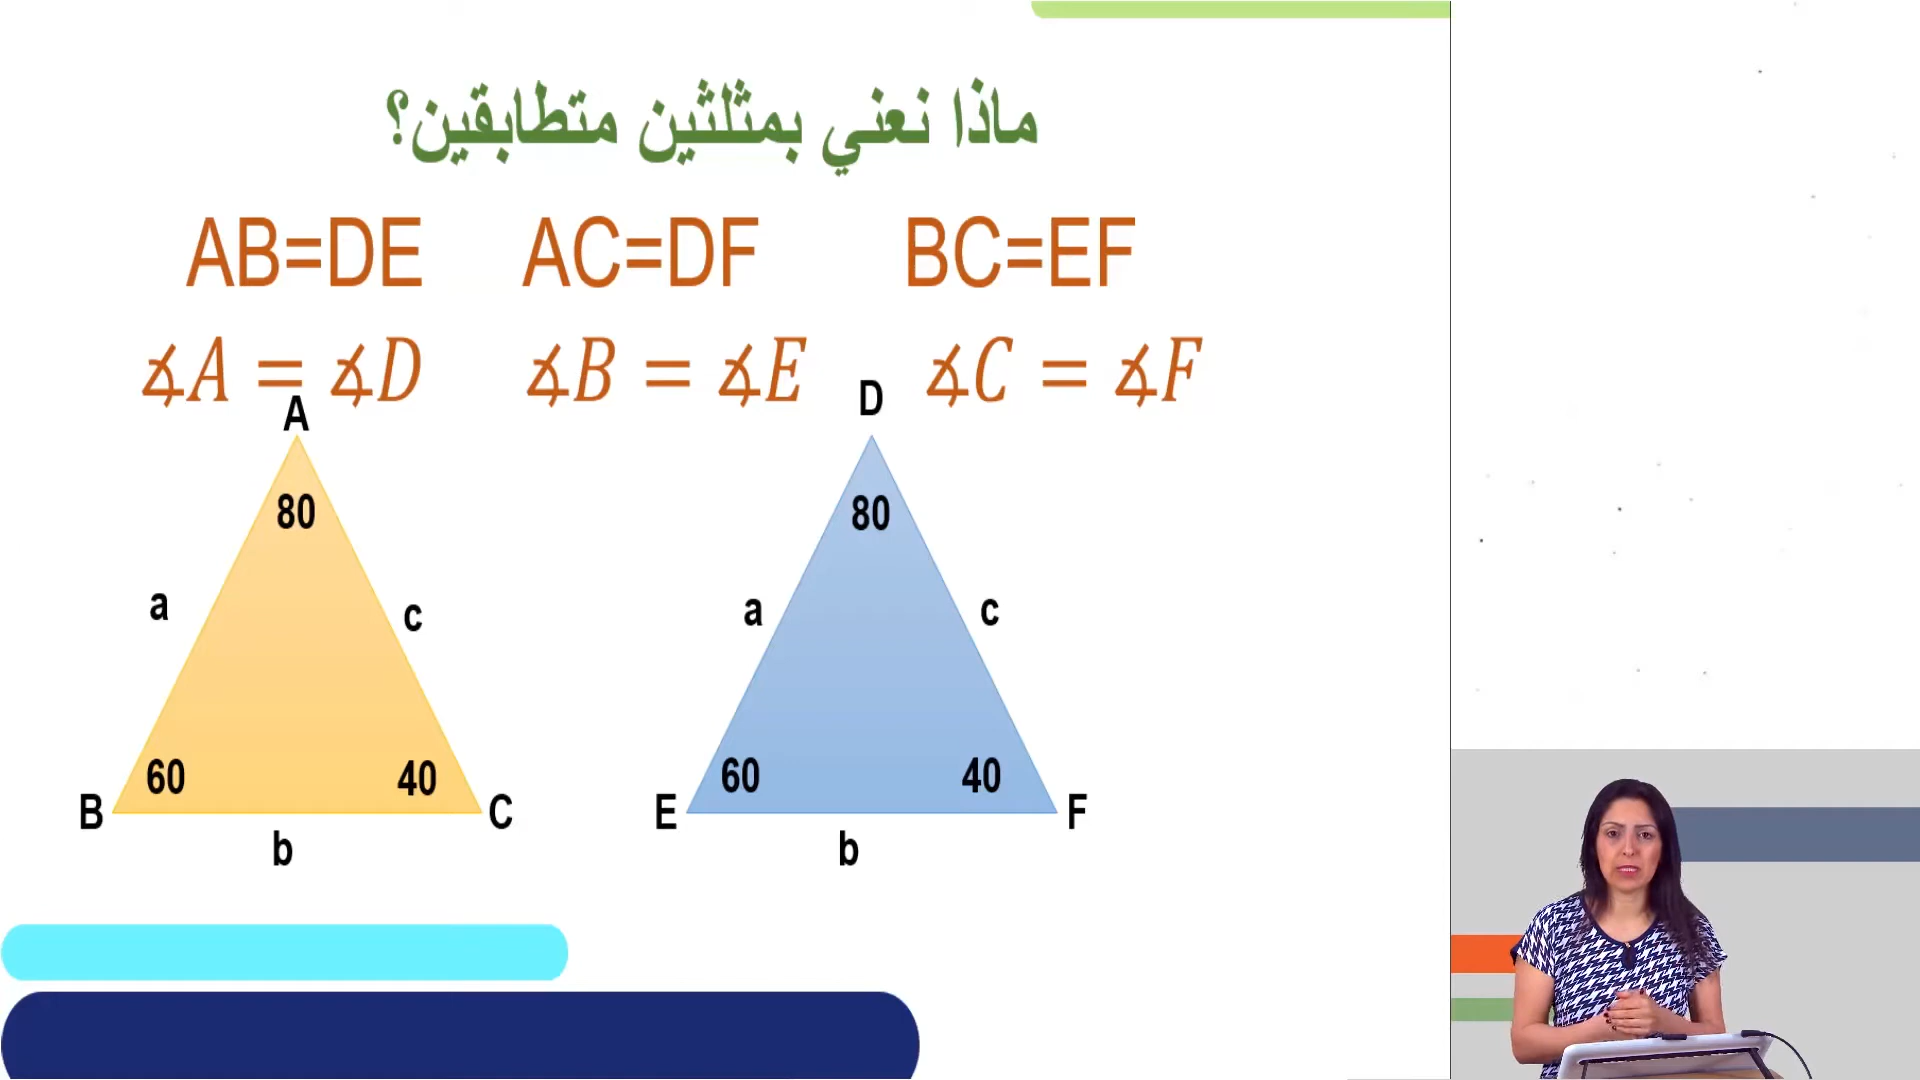 ماذا نعني بمثلثين متطابقين؟
AB=DE AC=DF BC=EF
∡A = ∡D ∡B = ∡E ∡C = ∡F
A D
80 80
a c a c
60 40 60 40
B C E F
b b